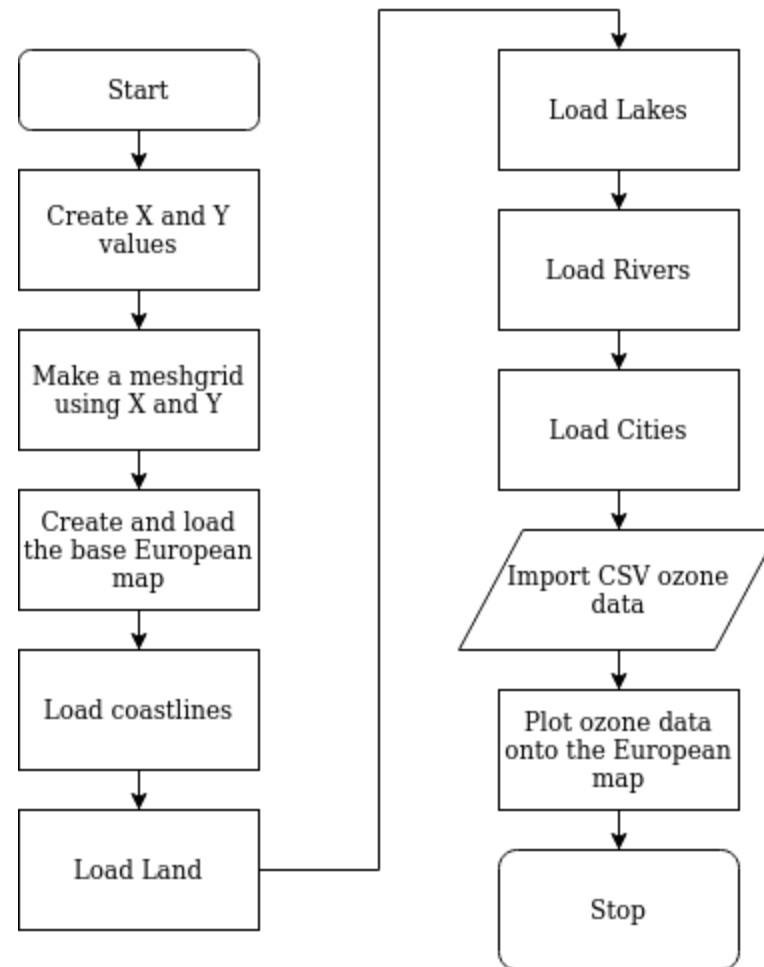 Start
Create X and Y
values
Make a meshgrid
using X and Y
Create and load
the base European
map
Load coastlines
Load Land
Load Lakes
Load Rivers
Load Cities
Import CSV ozone
data
Plot ozone data
onto the European
map
Stop